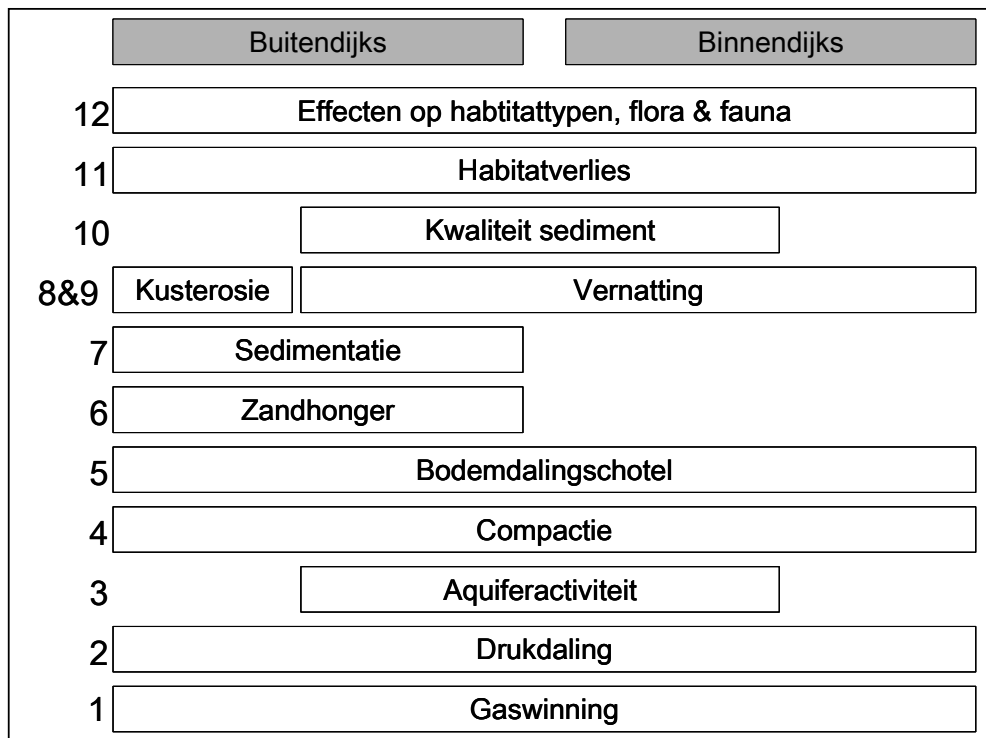 Buitendijks Binnendijks
12 Effecten op habtitattypen, flora & fauna
11 Habitatverlies
10 Kwaliteit sediment
8&9 Kusterosie Vernatting
7 Sedimentatie
6 Zandhonger
5 Bodemdalingschotel
4 Compactie
3 Aquiferactiviteit
2 Drukdaling
1 Gaswinning